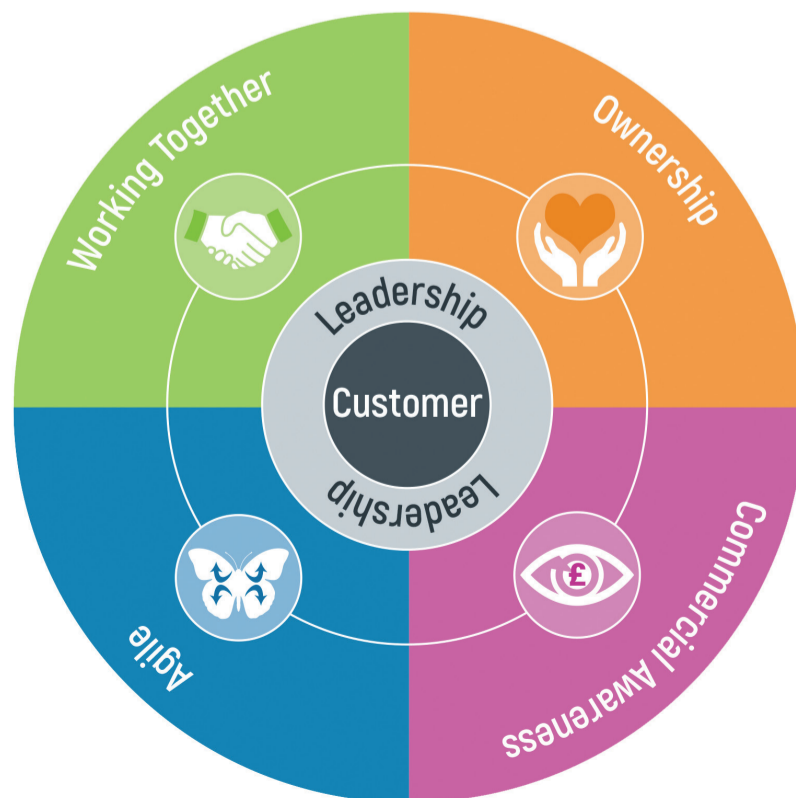 Working Together
Ownership
Leadership
Customer
Leadership
£
Agile
Commercial Awareness